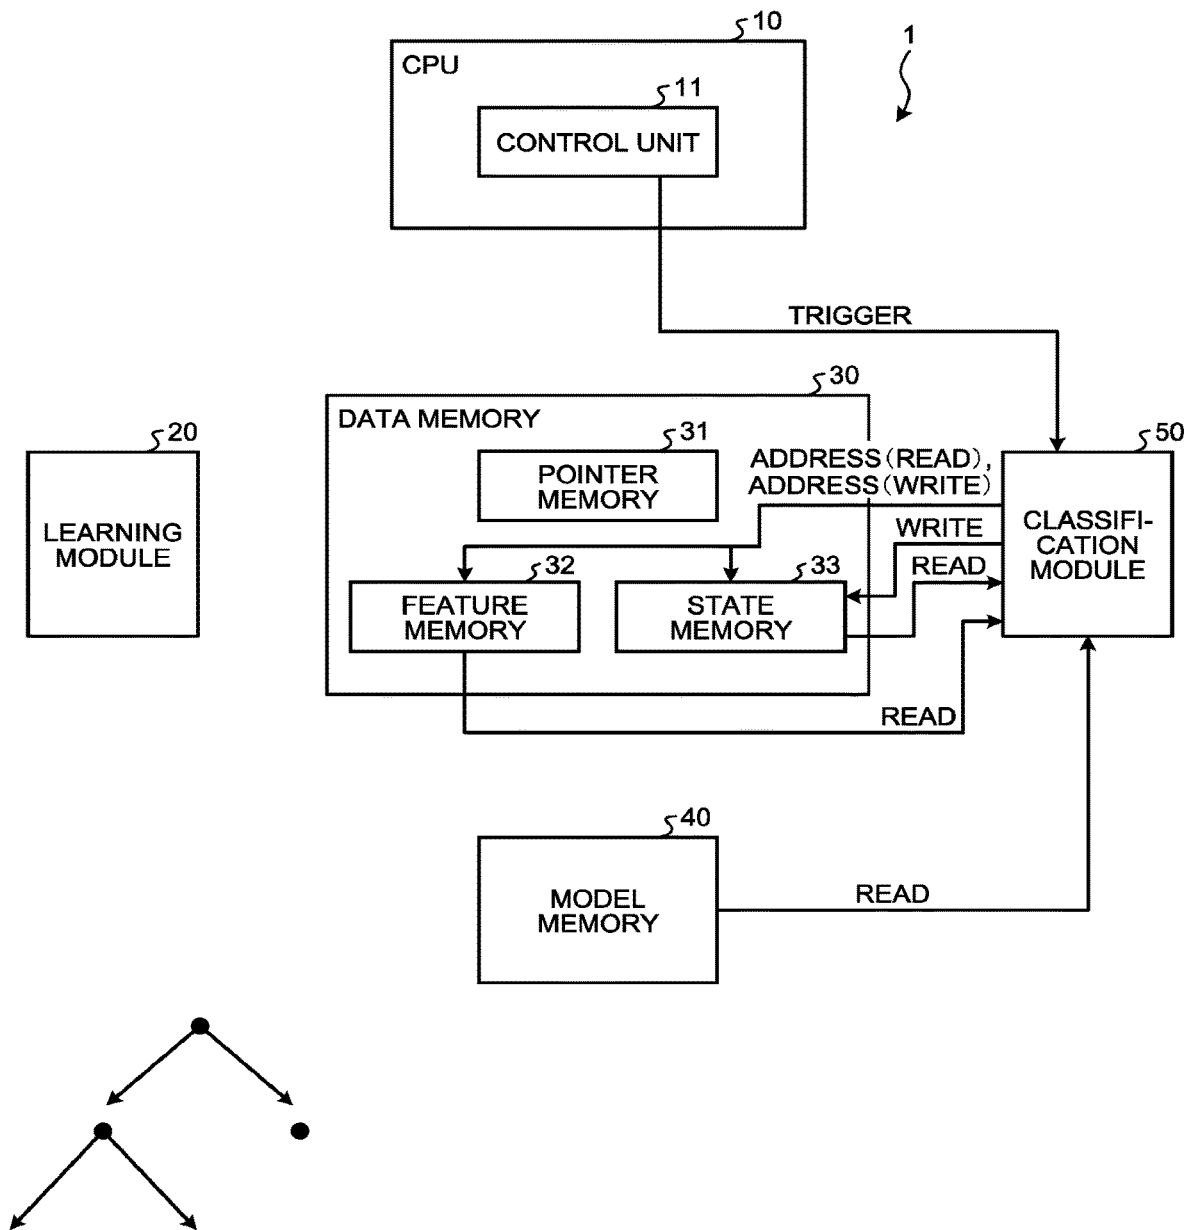 10
1
CPU
11
CONTROL UNIT
TRIGGER
30
DATA MEMORY
20
31
50
LEARNING
MODULE
POINTER
MEMORY
ADDRESS(READ),
ADDRESS(WRITE)
CLASSIFI-
CATION
MODULE
WRITE
32
33
READ
FEATURE
MEMORY
STATE
MEMORY
READ
40
MODEL
MEMORY
READ